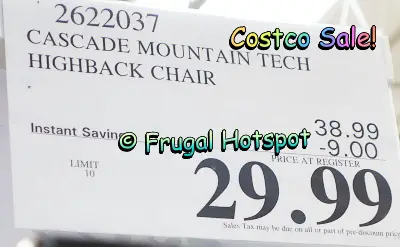 2622037
Costco Sale!
CASCADE MOUNTAIN TECH
HIGHBACK CHAIR
38.99
Instant Savin
-9.00
© Frugal Hotspot
LIMIT
10
PRICE AT REGISTER
29.99
Sales Tax may be due on all or part of pre-discount price